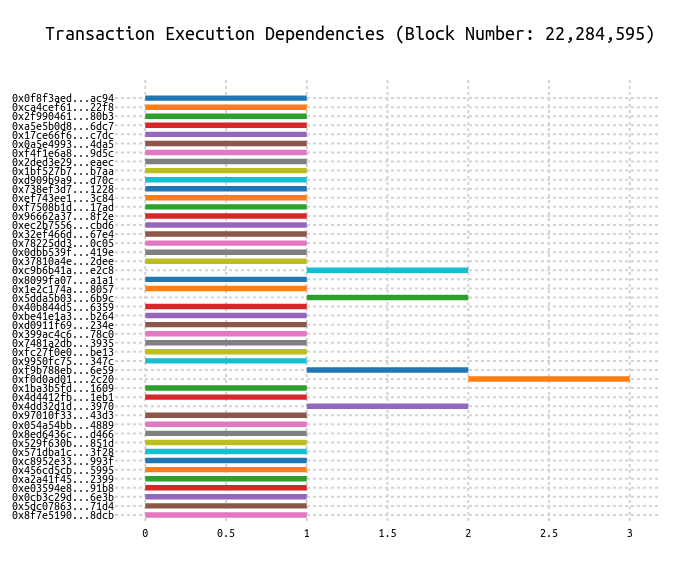 Transaction Execution Dependencies (Block Number: 22,284,595)
0x0f8f3aed...ac94
0xca4cef61...22f8
0x2f990461...80b3
0xa5e5b0d8...6dc7
0x17ce66f6...c7dc
0x0a5e4993...4da5
0xf4f1e6a8...9d5c
0x2ded3e29...eaec
0x1bf527b7...b7aa
0xd909b9a9...d70c
0x738ef3d7...1228
0xef743ee1...3c84
0xf7508b1d...17ad
0x96662a37...8f2e
0xec2b7556...cbd6
0x32ef466d...67e4
0x78225dd3...0c05
0x0dbb539f...419e
0x37810a4e...2dee
0xc9b6b41a...e2c8
0x8099fa07...a1a1
0x1e2c174a...8057
0x5dda5b03...6b9c
0x40b844d5...6359
0xbe41e1a3...b264
0xd0911f69...234e
0x399ac4c6...78c0
0x7481a2db...3935
0xfc27f0e0...be13
0x9950fc75...347c
0xf9b788eb...6e59
0xf0d0ad01...2c20
0x1ba3b5fd...1609
0x4d4412fb...1eb1
0x4dd32d1d...3970
0x97010f33...43d3
0x054a54bb...4889
0x8ed6436c...d466
0x529f630b...851d
0x571dba1c...3f28
0xc8952e33...993f
0x456cd5cb...5995
0xa2a41f45...2399
0xe03594e8...91b8
0x0cb3c29d...6e3b
0x5dc07863...71d4
0x8f7e5190...8dcb
0 0.5 1 1.5 2 2.5 3